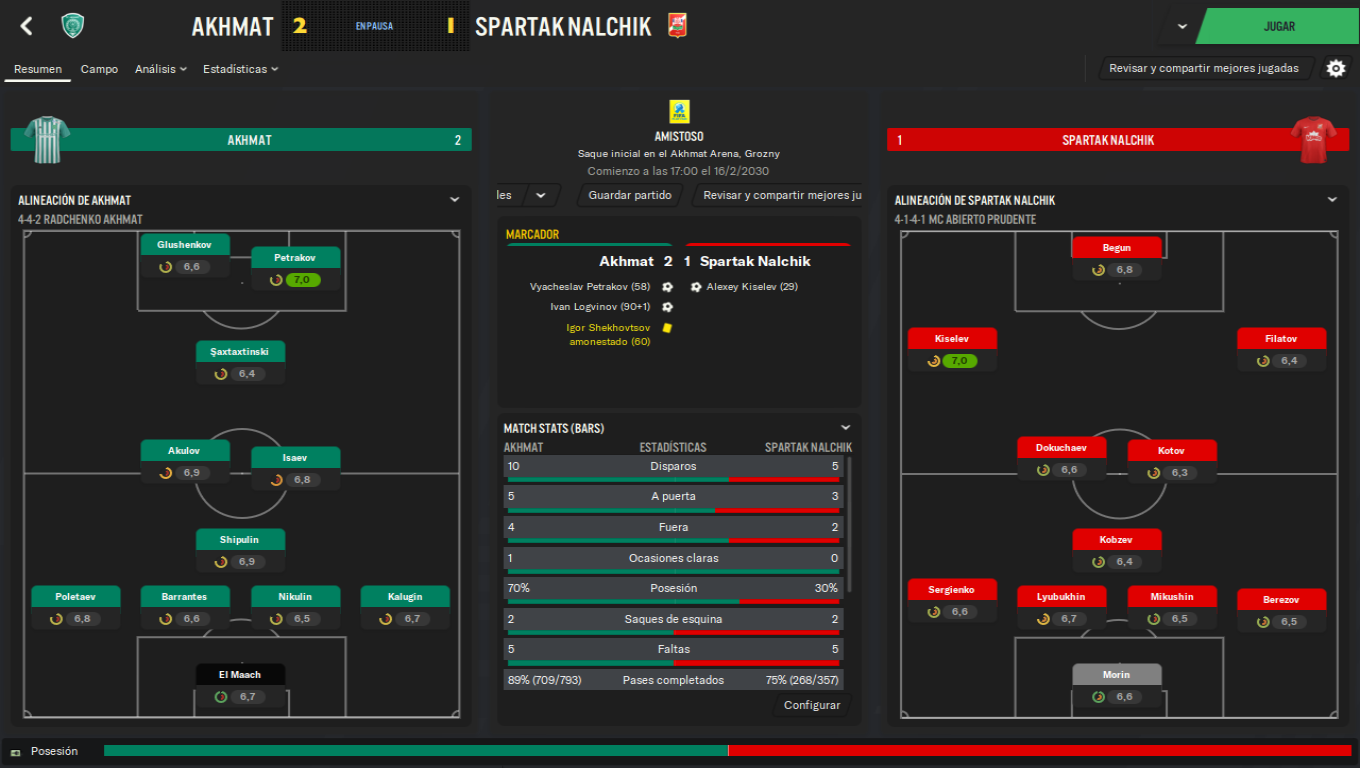 AKHMAT 2 EN PAUSA 1 SPARTAK NALCHIK
JUGAR
Resumen Campo Análisis Estadísticas
Revisar y compartir mejores jugadas
AKHMAT 2
ALINEACIÓN DE AKHMAT
4-4-2 RADCHENKO AKHMAT
Glushenkov
6,6
Petrakov
7,0
Şaxtaxtinski
6,4
Akulov
6,9
Isaev
6,8
Shipulin
6,9
Poletaev
6,8
Barrantes
6,6
Nikulin
6,5
Kalugin
6,7
El Maach
6,7
FIFA
AMISTOSO
Saque inicial en el Akhmat Arena, Grozny
Comienzo a las 17:00 el 16/2/2030
les Guardar partido Revisar y compartir mejores ju
MARCADOR
Akhmat 2 1 Spartak Nalchik
Vyacheslav Petrakov (58) Alexey Kiselev (29)
Ivan Logvinov (90+1)
Igor Shekhovtsov
amonestado (60)
MATCH STATS (BARS)
AKHMAT ESTADÍSTICAS SPARTAK NALCHIK
10 Disparos 5
5 A puerta 3
4 Fuera 2
1 Ocasiones claras 0
70% Posesión 30%
2 Saques de esquina 2
5 Faltas 5
89% (709/793) Pases completados 75% (268/357)
Configurar
1 SPARTAK NALCHIK
ALINEACIÓN DE SPARTAK NALCHIK
4-1-4-1 MC ABIERTO PRUDENTE
Begun
6,8
Kiselev
7,0
Filatov
6,4
Dokuchaev
6,6
Kotov
6,3
Kobzev
6,4
Sergienko
6,6
Lyubukhin
6,7
Mikushin
6,5
Berezov
6,5
Morin
6,6
Posesión